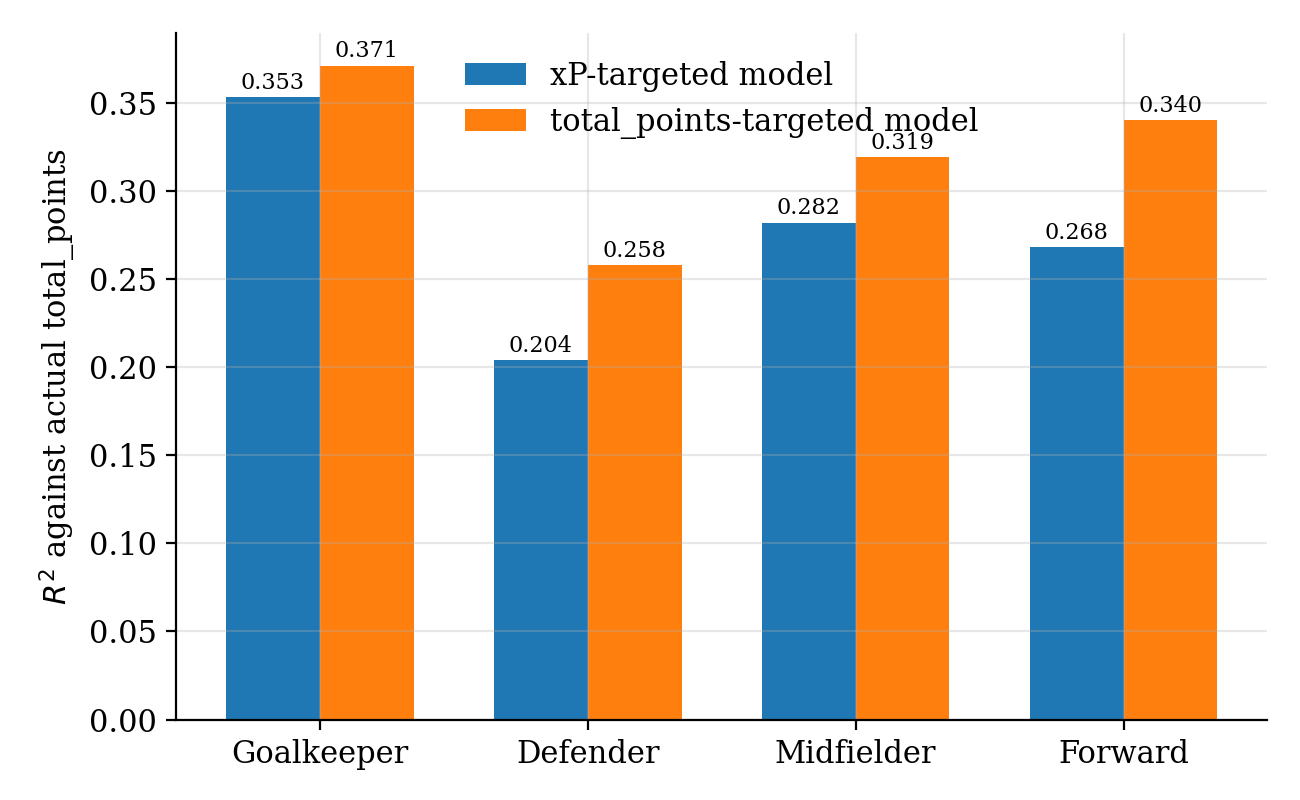 0.371
0.353
xP-targeted model
total_points-targeted model
0.340
0.319
0.282
0.268
0.258
0.204
R² against actual total_points
0.35
0.30
0.25
0.20
0.15
0.10
0.05
0.00
Goalkeeper
Defender
Midfielder
Forward